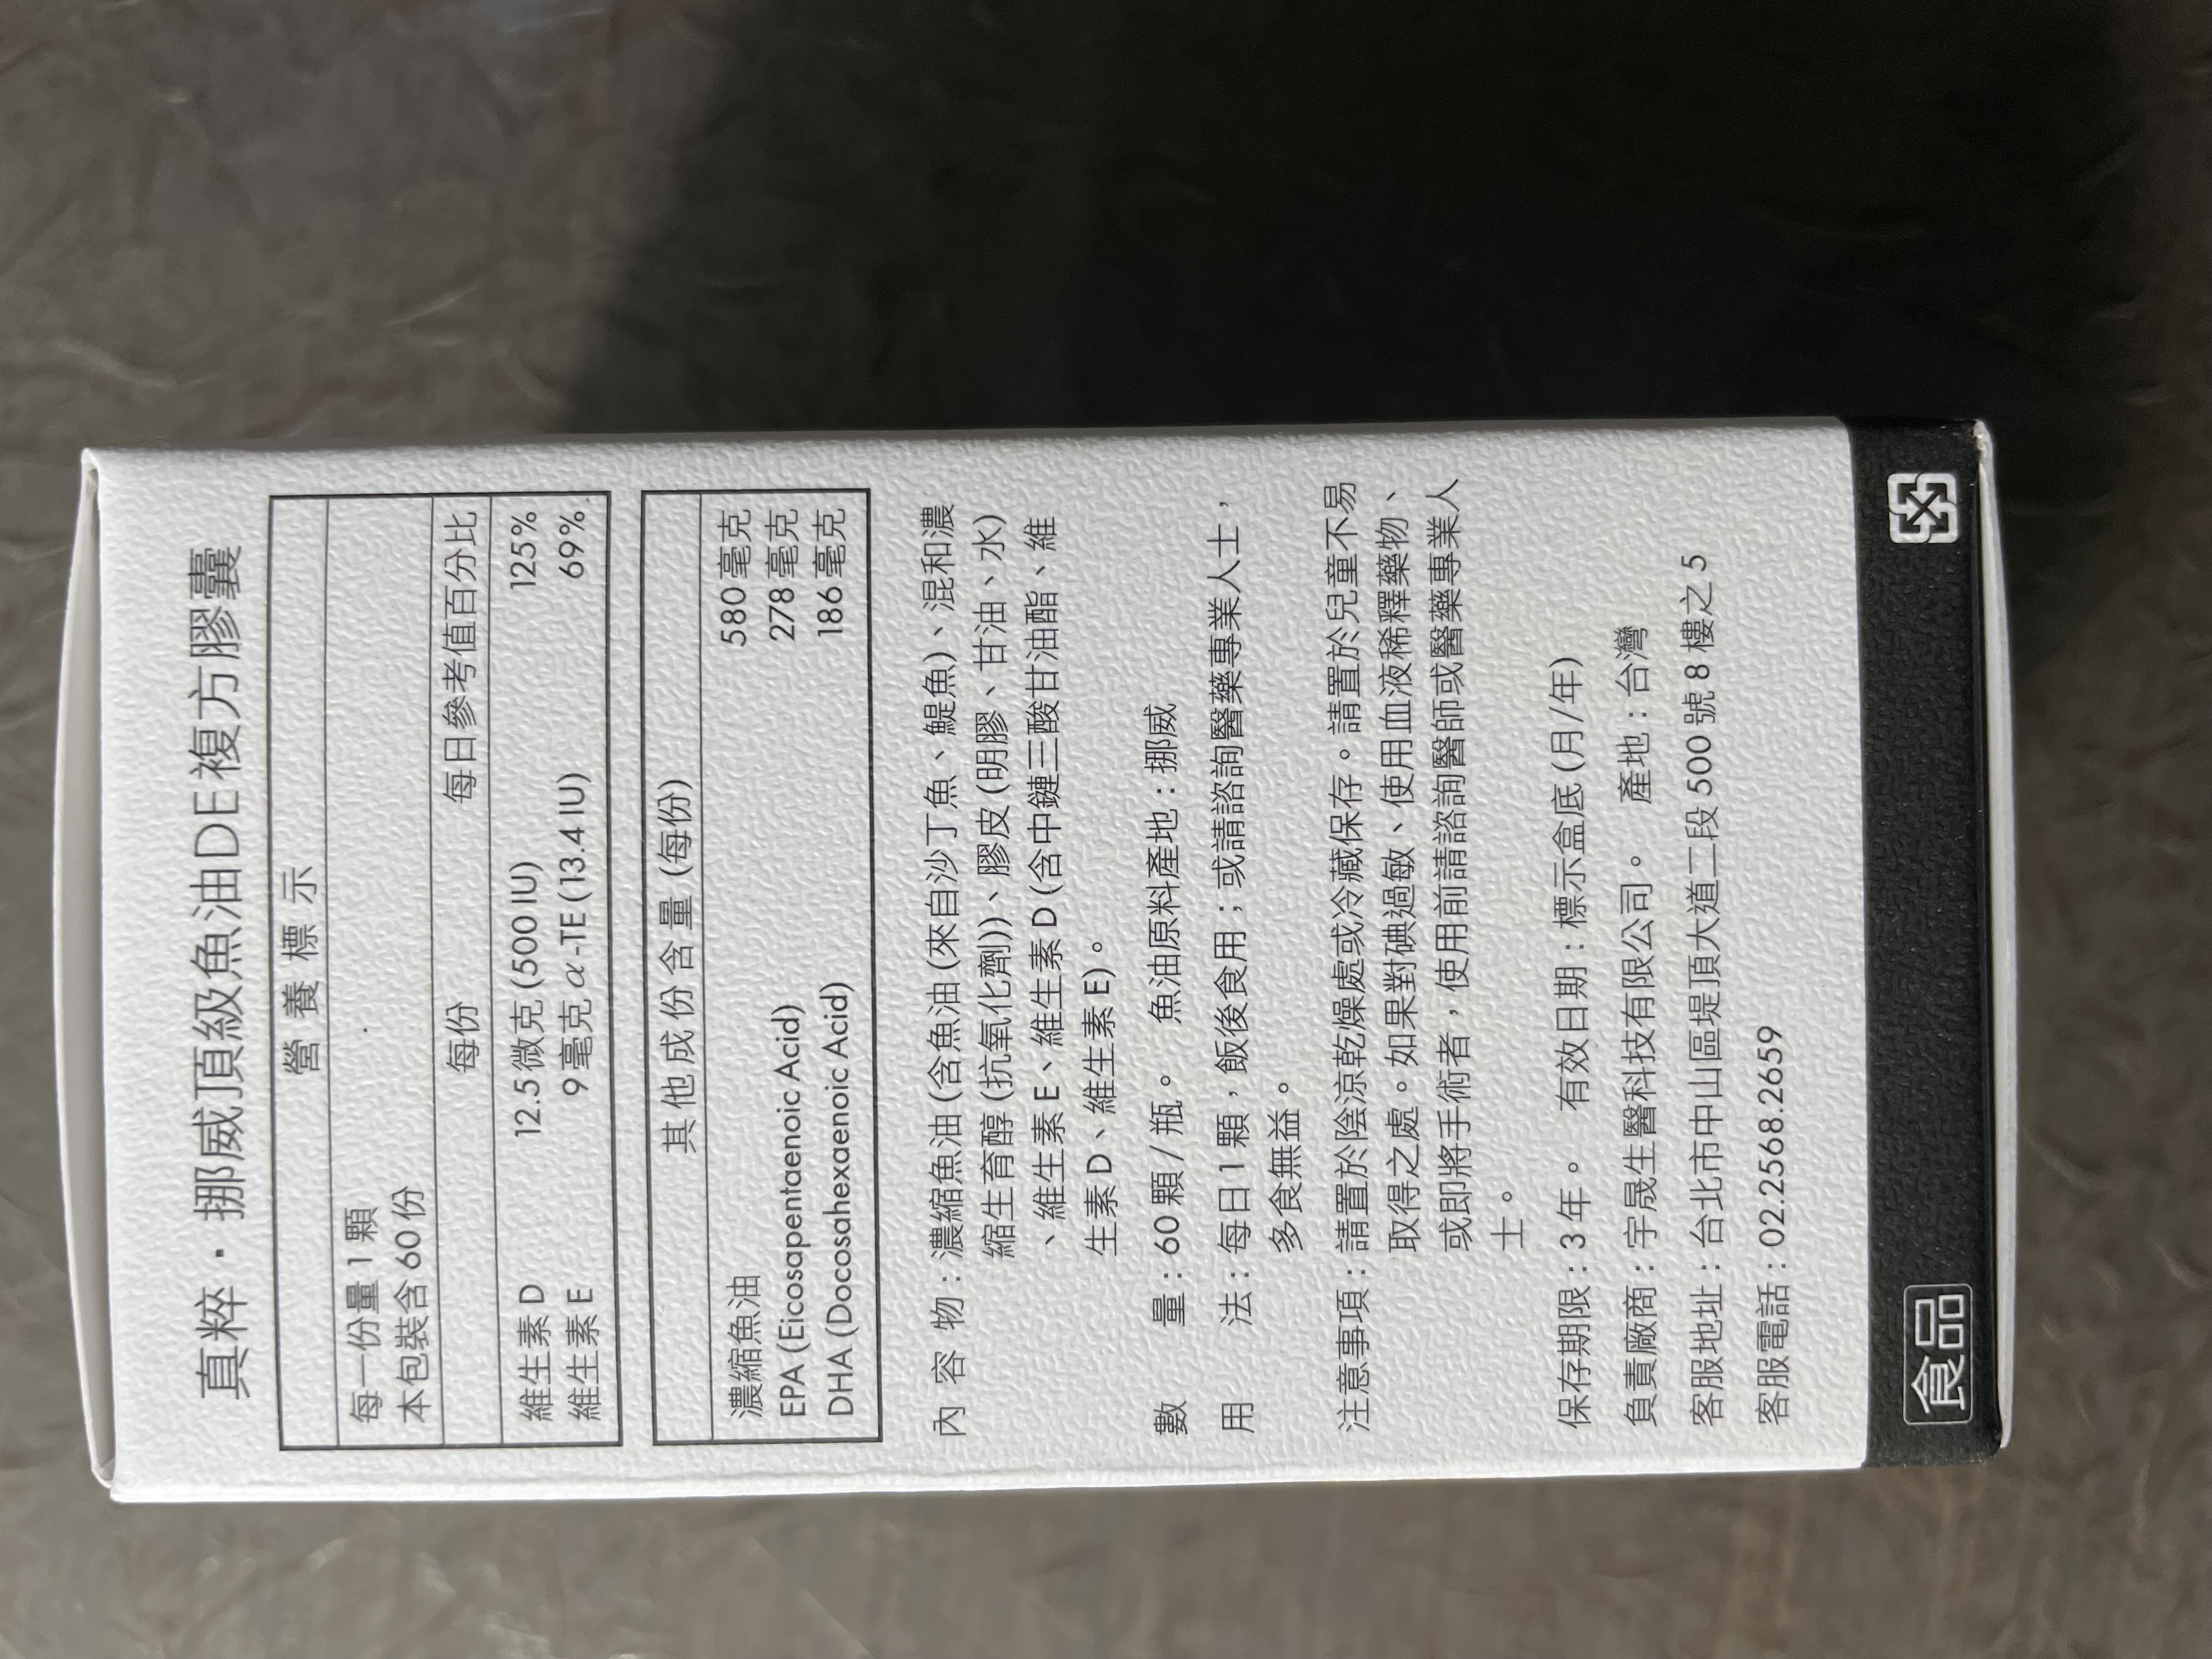 真粹・挪威頂級魚油DE複方膠囊
營養標示
每一份量 1 顆
本包裝含 60 份
每份 每日參考值百分比
維生素 D 12.5 微克 (500 IU) 125%
維生素 E 9 毫克 α-TE (13.4 IU) 69%
其他成份含量 (每份)
濃縮魚油 580 毫克
EPA (Eicosapentaenoic Acid) 278 毫克
DHA (Docosahexaenoic Acid) 186 毫克
內容物：濃縮魚油 (含魚油 (來自沙丁魚、鯷魚)、混和濃
縮生育醇 (抗氧化劑))、膠皮 (明膠、甘油、水)
、維生素 E、維生素 D (含中鏈三酸甘油酯、維
生素 D、維生素 E)。
數量：60 顆 / 瓶。 魚油原料產地：挪威
用法：每日 1 顆，飯後食用；或請諮詢醫藥專業人士，
多食無益。
注意事項：請置於陰涼乾燥處或冷藏保存。請置於兒童不易
取得之處。如果對碘過敏、使用血液稀釋藥物、
或即將手術者，使用前請諮詢醫師或醫藥專業人
士。
保存期限：3 年。 有效日期：標示盒底 (月/年)
負責廠商：宇晟生醫科技有限公司。 產地：台灣
客服地址：台北市中山區堤頂大道二段 500 號 8 樓之 5
客服電話：02.2568.2659
食品